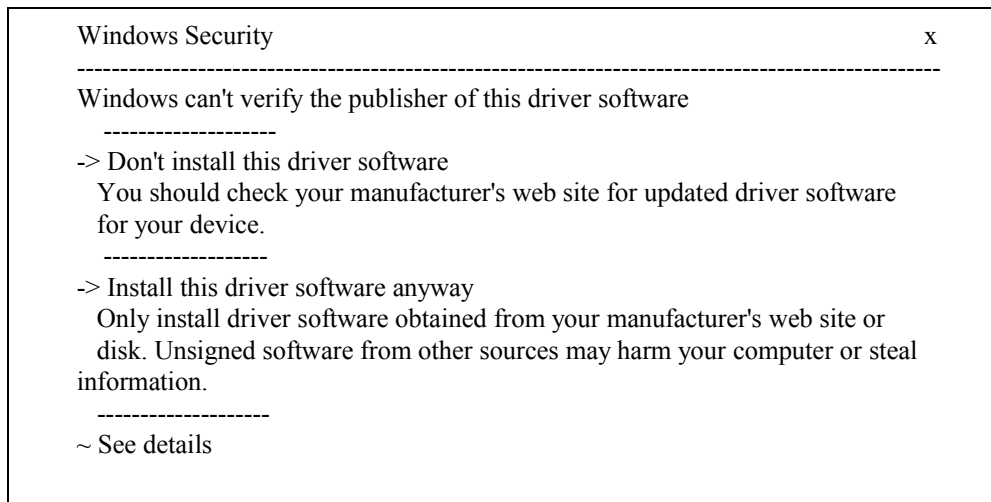 Windows Security x
----------------------------------------------------------------------------------------------------
Windows can't verify the publisher of this driver software
--------------------
-> Don't install this driver software
You should check your manufacturer's web site for updated driver software
for your device.
-------------------
-> Install this driver software anyway
Only install driver software obtained from your manufacturer's web site or
disk. Unsigned software from other sources may harm your computer or steal
information.
--------------------
~ See details